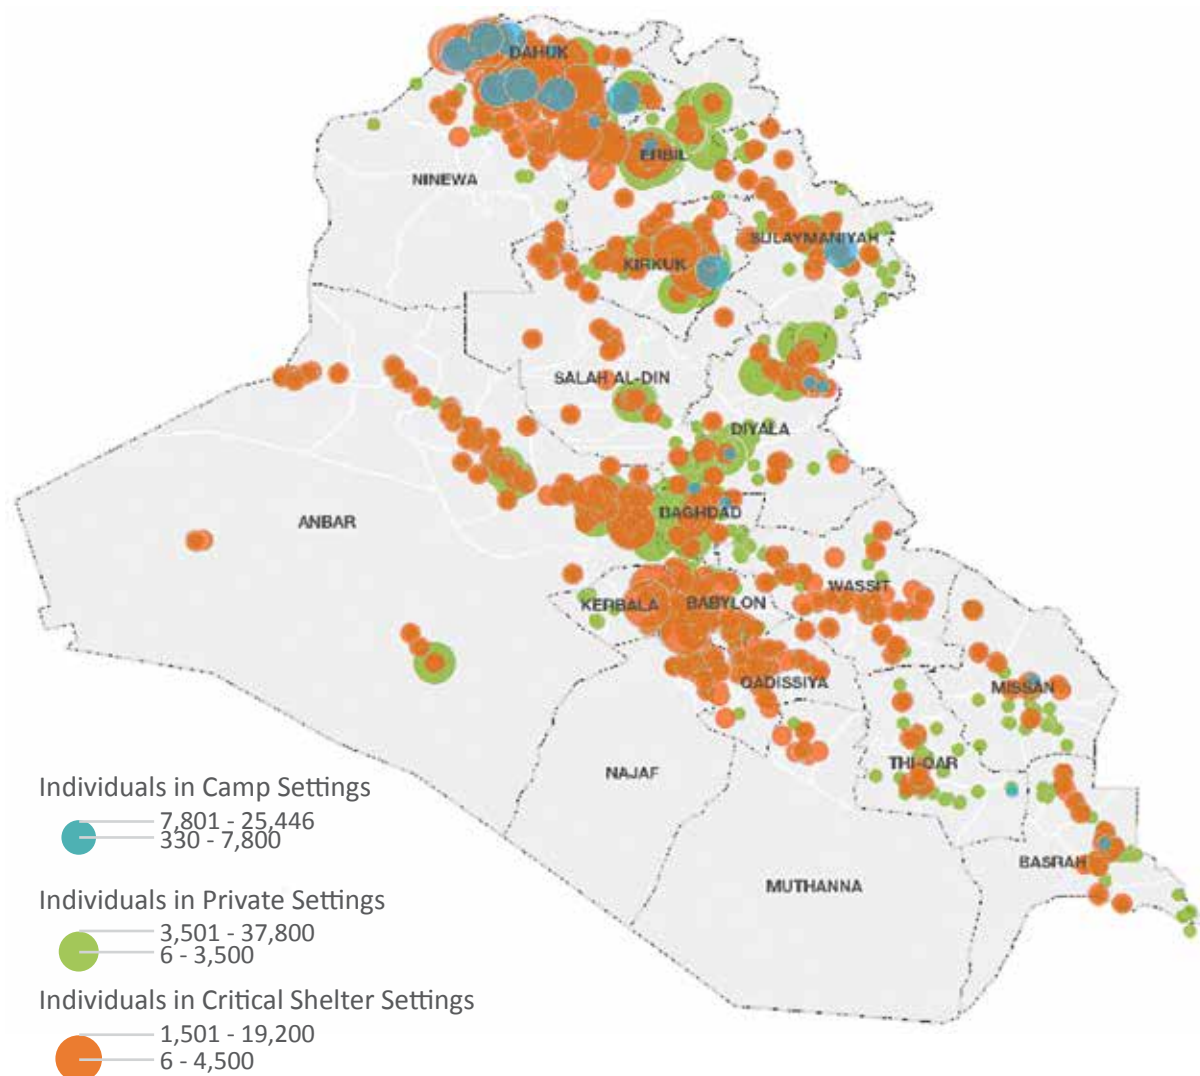 DAHUK
NINEWA
ERBIL
SULAYMANIYAH
KIRKUK
SALAH AL-DIN
DIYALA
ANBAR
BAGHDAD
KERBALA
BABYLON
WASSIT
QADISSIYA
MISSAN
NAJAF
THI-QAR
BASRAH
MUTHANNA
Individuals in Camp Settings
7,801 - 25,446
330 - 7,800
Individuals in Private Settings
3,501 - 37,800
6 - 3,500
Individuals in Critical Shelter Settings
1,501 - 19,200
6 - 4,500